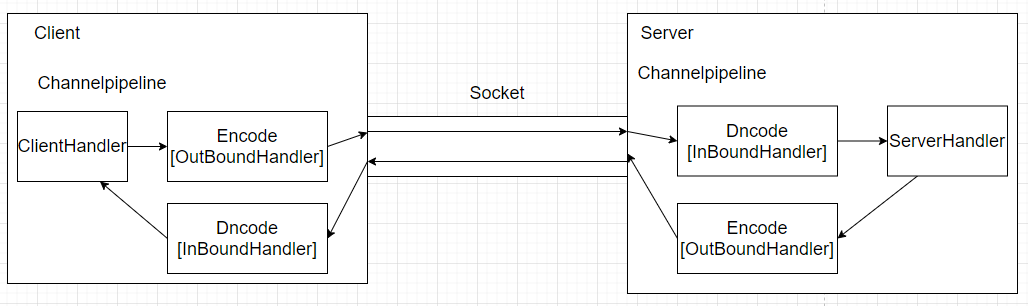 Client
Channelpipeline
ClientHandler
Encode
[OutBoundHandler]
Dncode
[InBoundHandler]
Socket
Server
Channelpipeline
Dncode
[InBoundHandler]
ServerHandler
Encode
[OutBoundHandler]